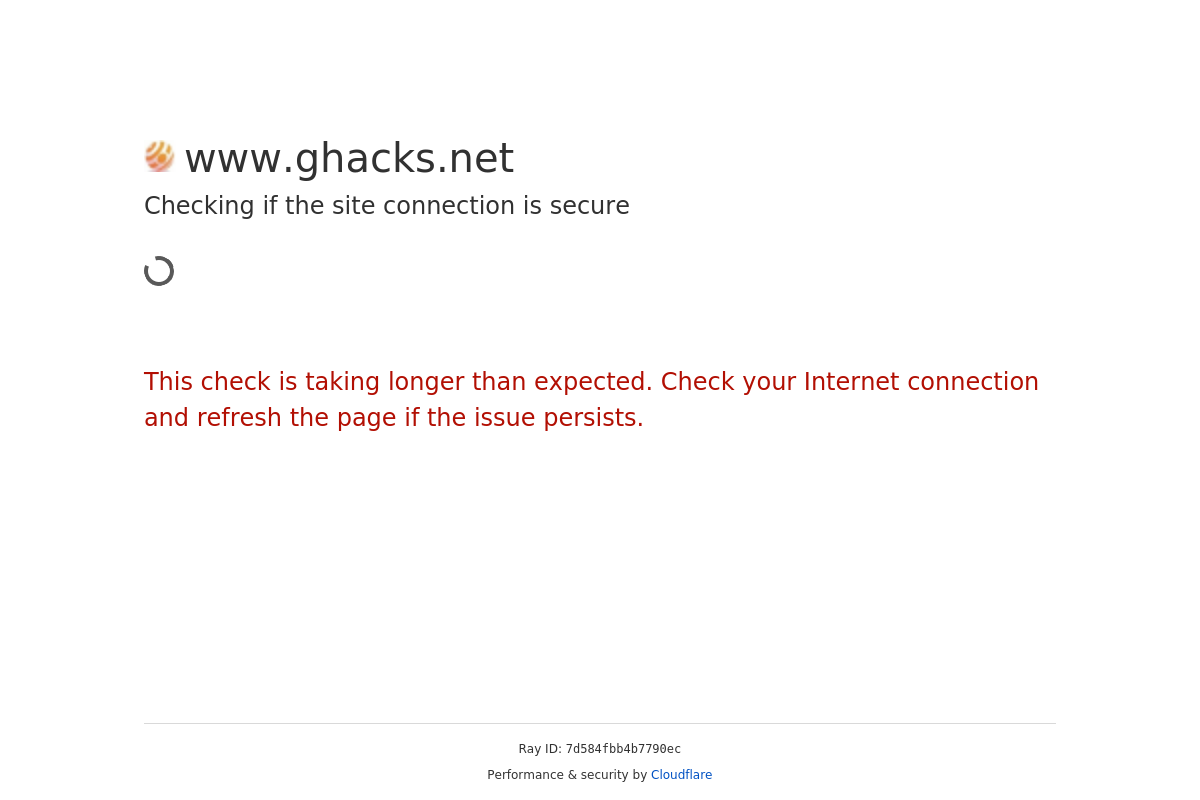 www.ghacks.net
Checking if the site connection is secure
This check is taking longer than expected. Check your Internet connection
and refresh the page if the issue persists.
Ray ID: 7d584fbb4b7790ec
Performance & security by Cloudflare